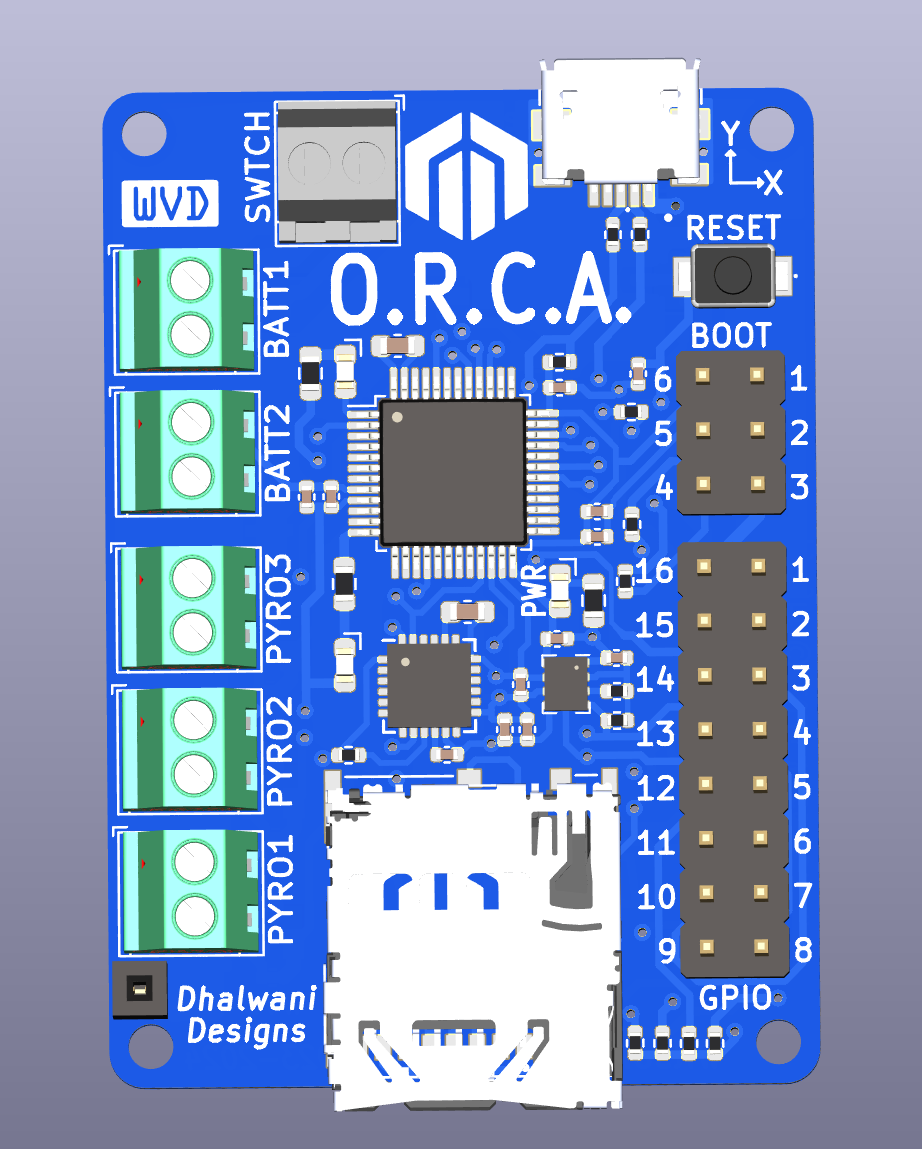 SWTCH
Y
X
WVD
RESET
BATT1
O.R.C.A.
BOOT
6 1
5 2
4 3
BATT2
PYRO3
PWR
16 1
15 2
14 3
13 4
12 5
11 6
10 7
9 8
PYRO2
PYRO1
GPIO
Dhalwani
Designs